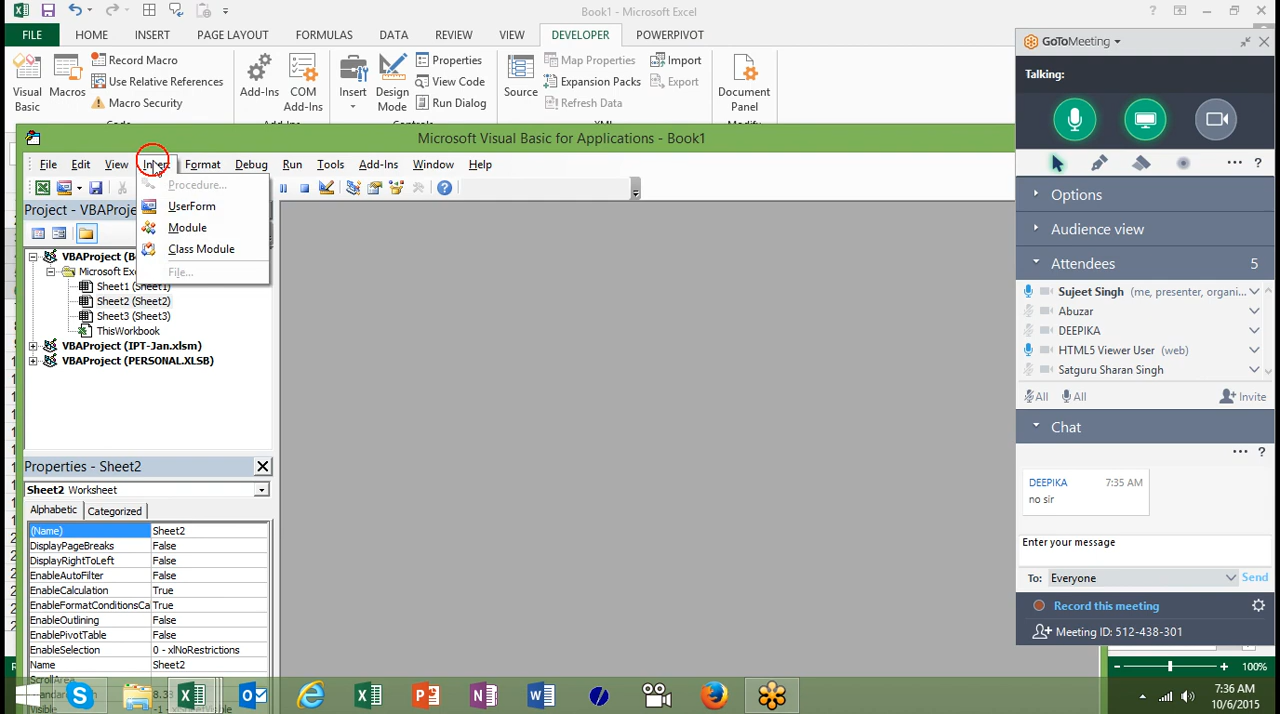 Book1 - Microsoft Excel
FILE HOME INSERT PAGE LAYOUT FORMULAS DATA REVIEW VIEW DEVELOPER POWERPIVOT
Visual Basic
Macros
Record Macro
Use Relative References
Macro Security
Add-Ins
COM Add-Ins
Insert
Design Mode
Properties
View Code
Run Dialog
Source
Map Properties
Expansion Packs
Refresh Data
Import
Export
Document Panel
Microsoft Visual Basic for Applications - Book1
File Edit View Insert Format Debug Run Tools Add-Ins Window Help
Procedure...
UserForm
Module
Class Module
File...
Project - VBAProje
VBAProject (B
Microsoft Exc
Sheet1 (Sheet1)
Sheet2 (Sheet2)
Sheet3 (Sheet3)
ThisWorkbook
VBAProject (IPT-Jan.xlsm)
VBAProject (PERSONAL.XLSB)
Properties - Sheet2
Sheet2 Worksheet
Alphabetic Categorized
(Name) Sheet2
DisplayPageBreaks False
DisplayRightToLeft False
EnableAutoFilter False
EnableCalculation True
EnableFormatConditionsCa True
EnableOutlining False
EnablePivotTable False
EnableSelection 0 - xlNoRestrictions
Name Sheet2
ScrollArea
GoToMeeting
Talking:
Options
Audience view
Attendees 5
Sujeet Singh (me, presenter, organi...
Abuzar
DEEPIKA
HTML5 Viewer User (web)
Satguru Sharan Singh
All All Invite
Chat
DEEPIKA 7:35 AM
no sir
Enter your message
To: Everyone Send
Record this meeting
Meeting ID: 512-438-301
100%
7:36 AM
10/6/2015